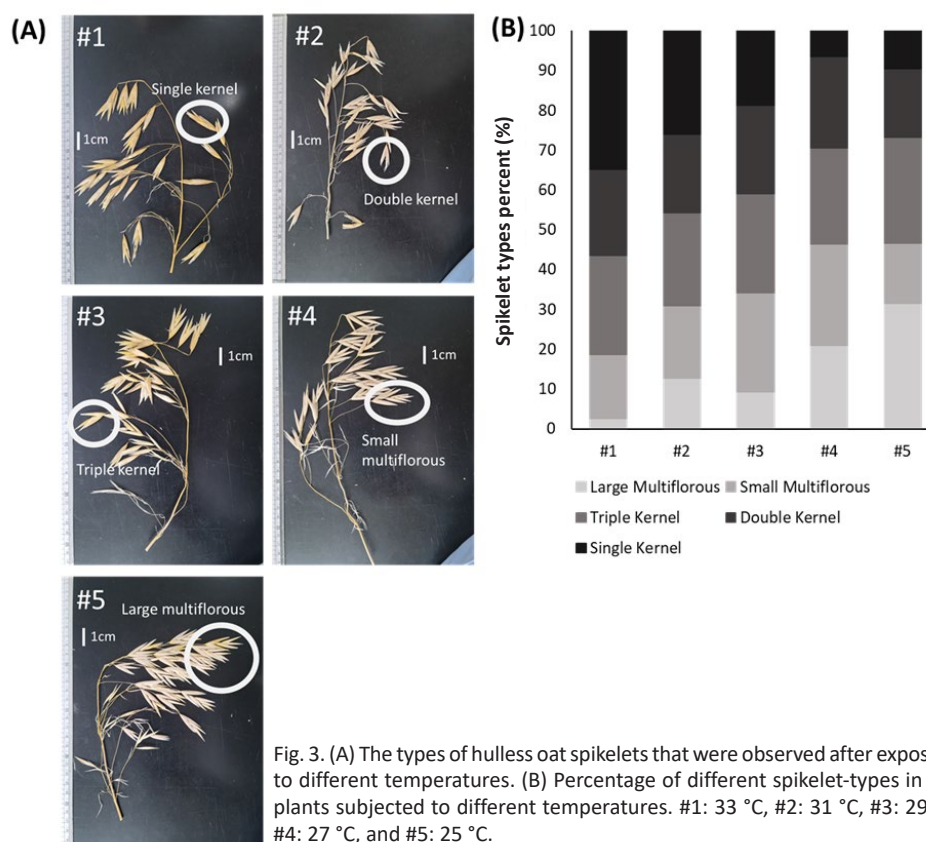 (A)
#1
Single kernel
1cm
#2
1cm
Double kernel
#3
1cm
Triple kernel
#4
1cm
Small
multiflorous
#5
Large multiflorous
1cm
(B)
Spikelet types percent (%)
100
90
80
70
60
50
40
30
20
10
0
#1 #2 #3 #4 #5
Large Multiflorous Small Multiflorous
Triple Kernel Double Kernel
Single Kernel
Fig. 3. (A) The types of hulless oat spikelets that were observed after expos
to different temperatures. (B) Percentage of different spikelet-types in
plants subjected to different temperatures. #1: 33 °C, #2: 31 °C, #3: 29
#4: 27 °C, and #5: 25 °C.